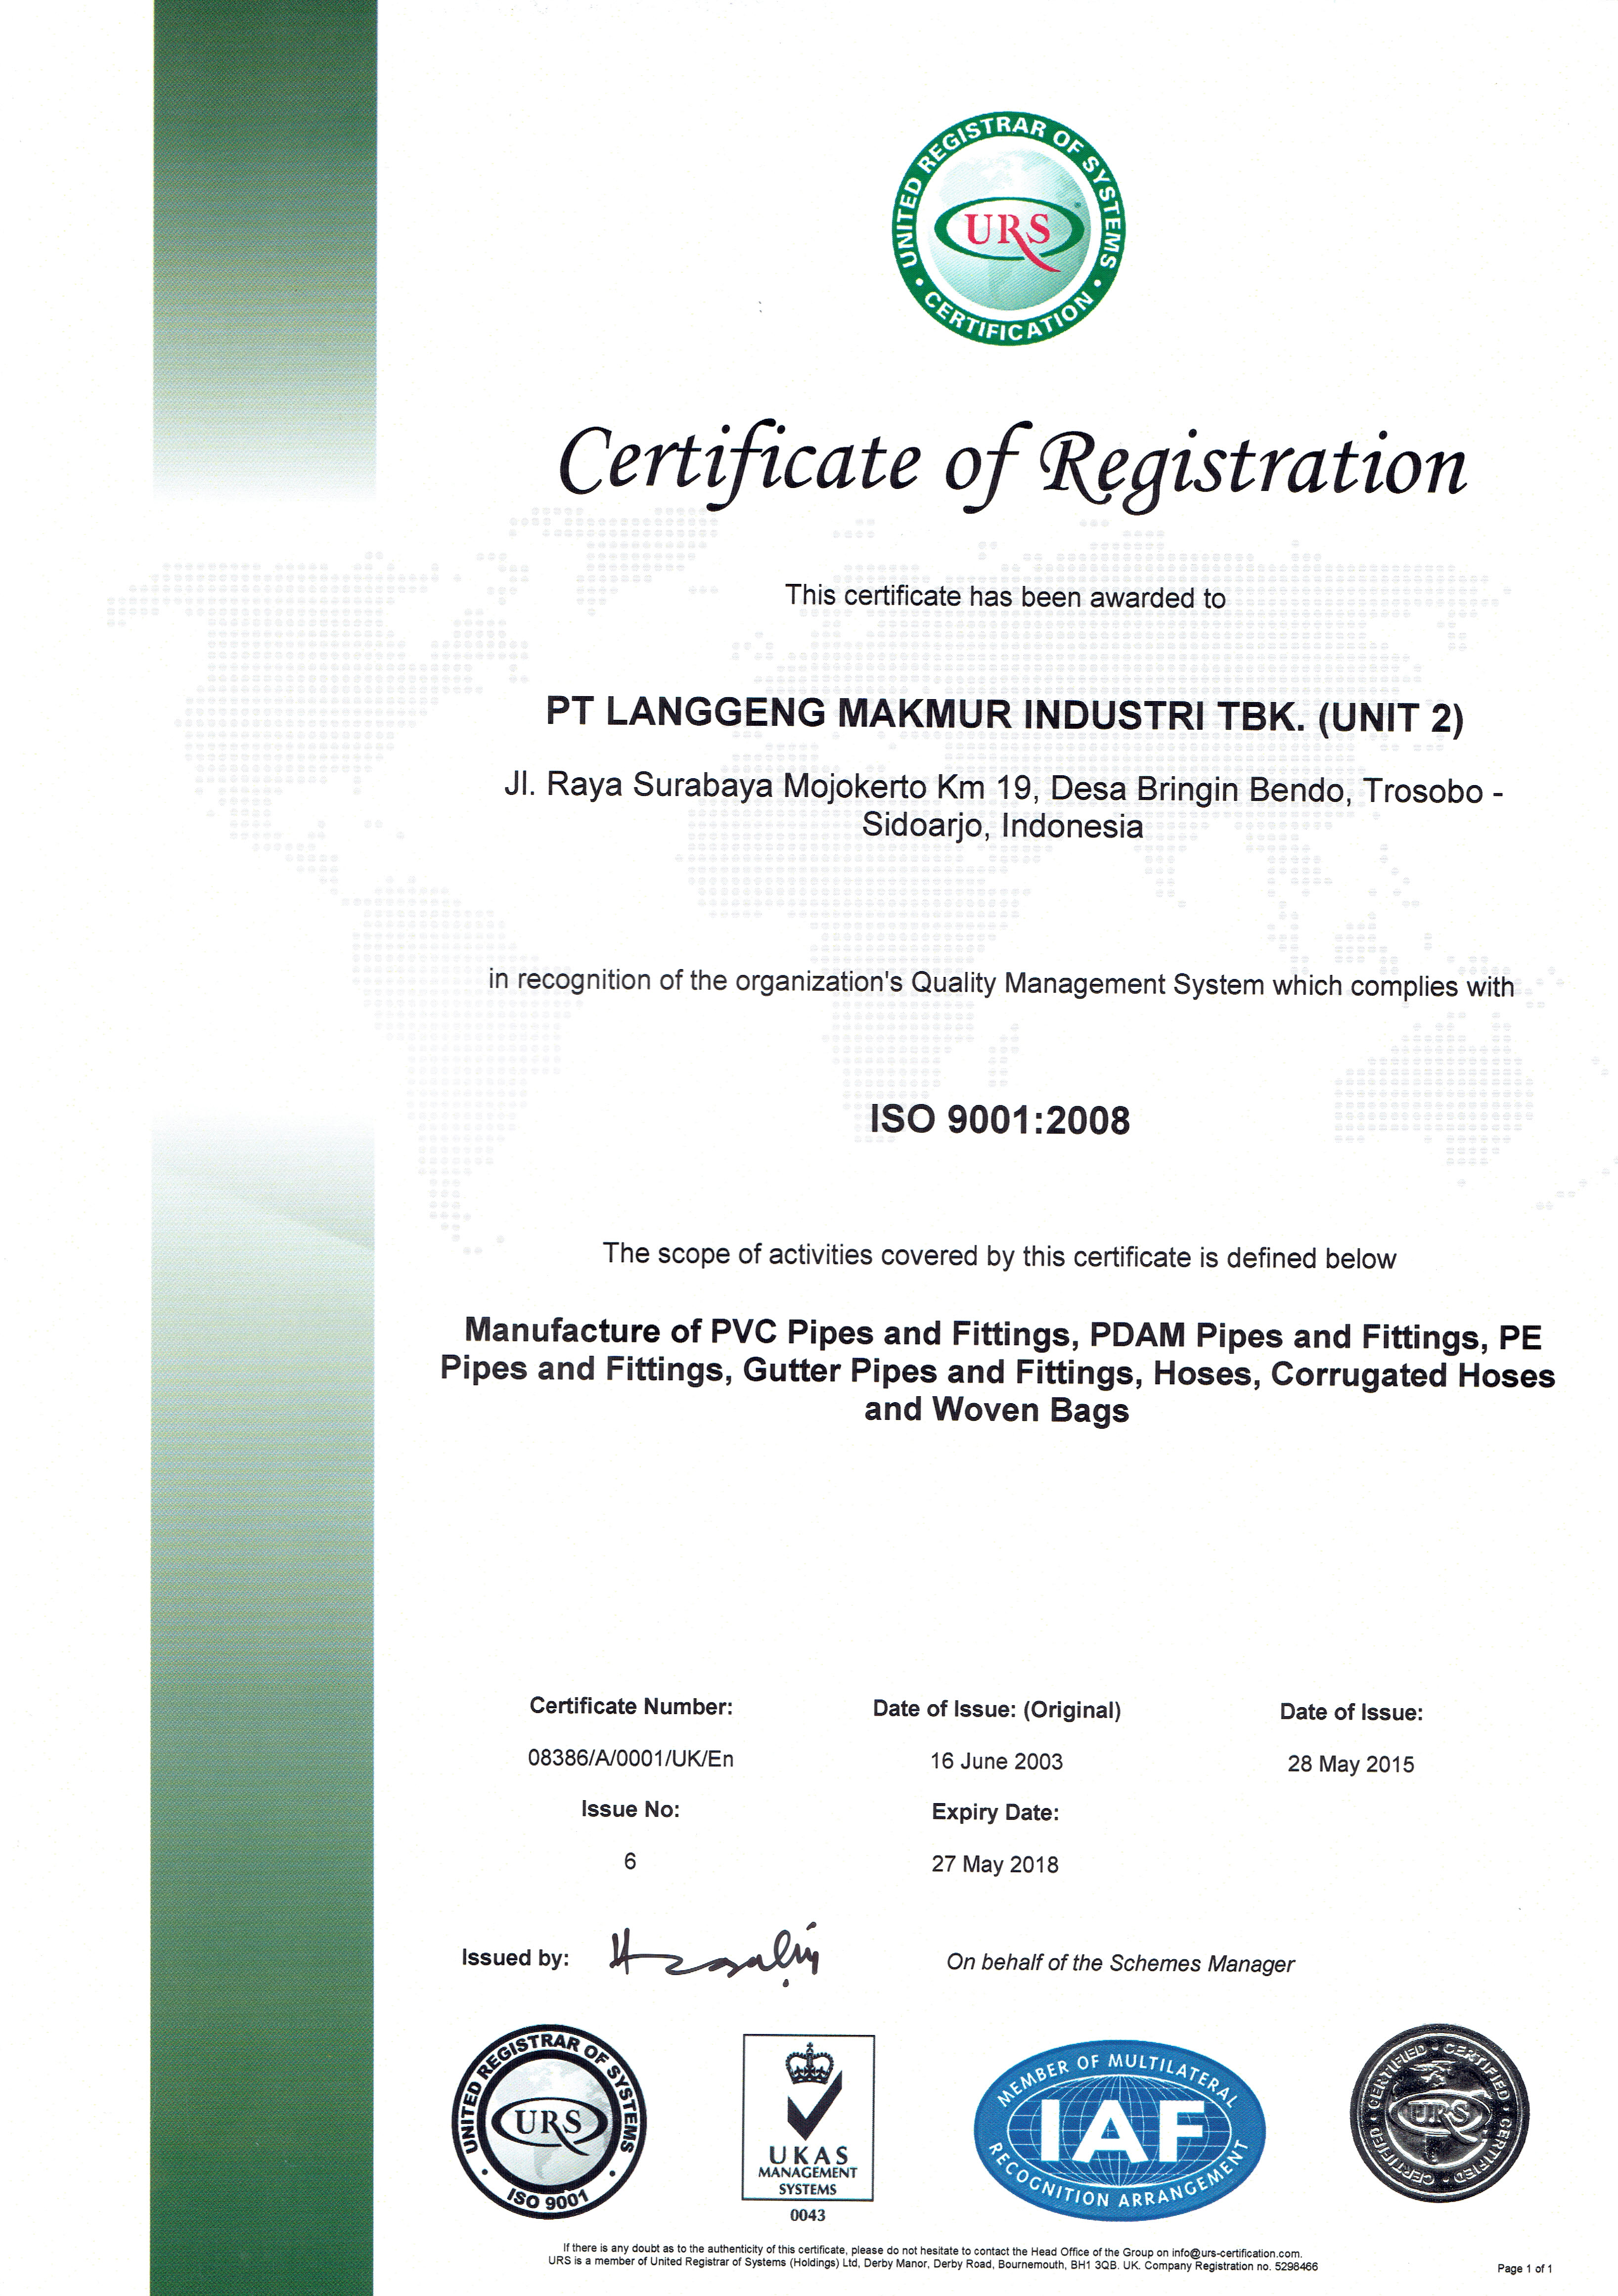 UNITED REGISTRAR OF SYSTEMS
URS
• CERTIFICATION •
Certificate of Registration
This certificate has been awarded to
PT LANGGENG MAKMUR INDUSTRI TBK. (UNIT 2)
Jl. Raya Surabaya Mojokerto Km 19, Desa Bringin Bendo, Trosobo -
Sidoarjo, Indonesia
in recognition of the organization's Quality Management System which complies with
ISO 9001:2008
The scope of activities covered by this certificate is defined below
Manufacture of PVC Pipes and Fittings, PDAM Pipes and Fittings, PE
Pipes and Fittings, Gutter Pipes and Fittings, Hoses, Corrugated Hoses
and Woven Bags
Certificate Number: Date of Issue: (Original) Date of Issue:
08386/A/0001/UK/En 16 June 2003 28 May 2015
Issue No: Expiry Date:
6 27 May 2018
Issued by: On behalf of the Schemes Manager
UNITED REGISTRAR OF SYSTEMS
URS
• ISO 9001 •
UKAS
MANAGEMENT
SYSTEMS
0043
MEMBER OF MULTILATERAL
IAF
RECOGNITION ARRANGEMENT
CERTIFIED • CERTIFIED • CERTIFIED • CERTIFIED • CERTIFIED
URS
If there is any doubt as to the authenticity of this certificate, please do not hesitate to contact the Head Office of the Group on info@urs-certification.com.
URS is a member of United Registrar of Systems (Holdings) Ltd, Derby Manor, Derby Road, Bournemouth, BH1 3QB. UK. Company Registration no. 5298466
Page 1 of 1